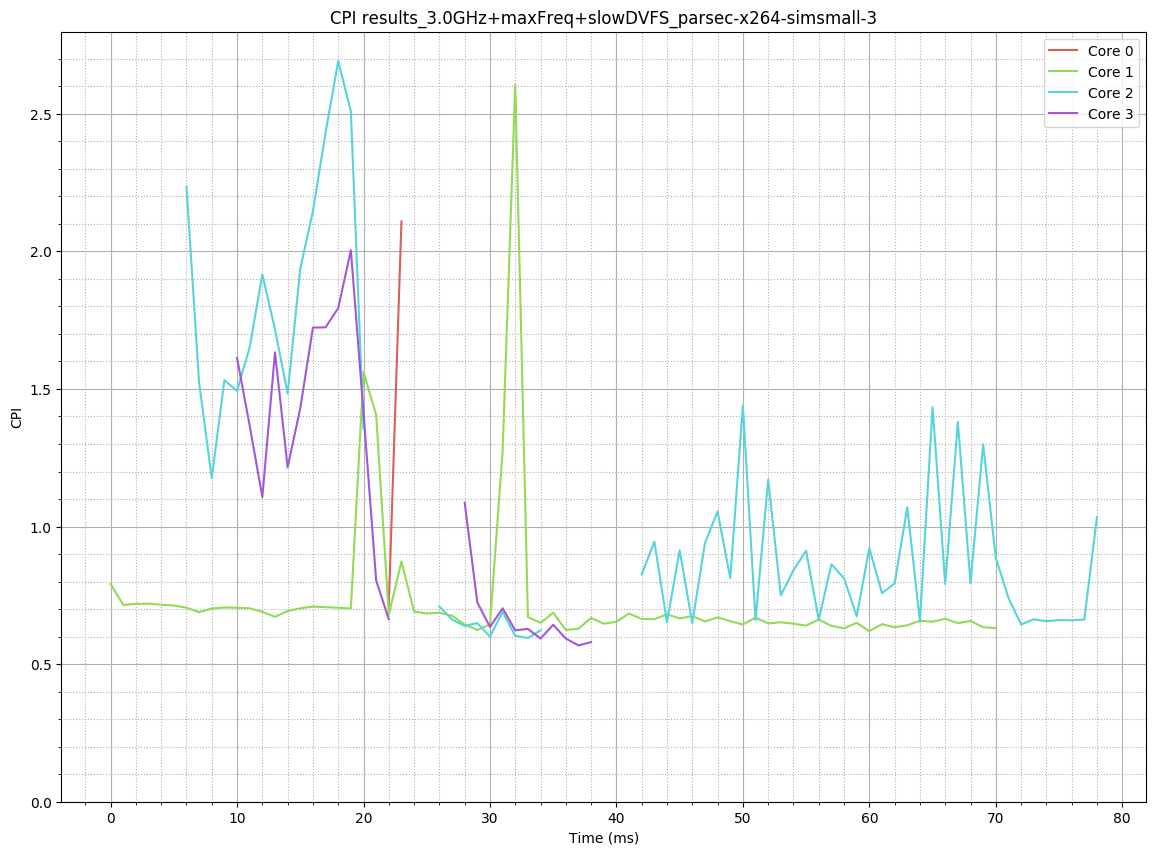 CPI results_3.0GHz+maxFreq+slowDVFS_parsec-x264-simsmall-3
Core 0
Core 1
Core 2
Core 3
CPI
2.5
2.0
1.5
1.0
0.5
0.0
0 10 20 30 40 50 60 70 80
Time (ms)